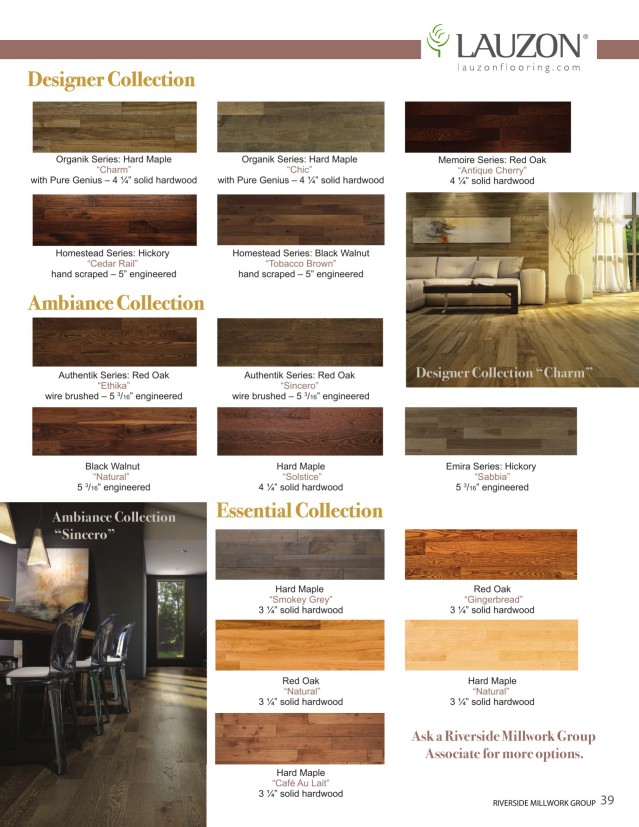 LAUZON®
lauzonflooring.com
Designer Collection
Organik Series: Hard Maple
“Charm”
with Pure Genius – 4 ¼” solid hardwood
Organik Series: Hard Maple
“Chic”
with Pure Genius – 4 ¼” solid hardwood
Memoire Series: Red Oak
“Antique Cherry”
4 ¼” solid hardwood
Homestead Series: Hickory
“Cedar Rail”
hand scraped – 5” engineered
Homestead Series: Black Walnut
“Tobacco Brown”
hand scraped – 5” engineered
Designer Collection “Charm”
Ambiance Collection
Authentik Series: Red Oak
“Ethika”
wire brushed – 5 3/16” engineered
Authentik Series: Red Oak
“Sincero”
wire brushed – 5 3/16” engineered
Black Walnut
“Natural”
5 3/16” engineered
Hard Maple
“Solstice”
4 ¼” solid hardwood
Emira Series: Hickory
“Sabbia”
5 3/16” engineered
Ambiance Collection
“Sincero”
Essential Collection
Hard Maple
“Smokey Grey”
3 ¼” solid hardwood
Red Oak
“Gingerbread”
3 ¼” solid hardwood
Red Oak
“Natural”
3 ¼” solid hardwood
Hard Maple
“Natural”
3 ¼” solid hardwood
Hard Maple
“Café Au Lait”
3 ¼” solid hardwood
Ask a Riverside Millwork Group
Associate for more options.
RIVERSIDE MILLWORK GROUP 39